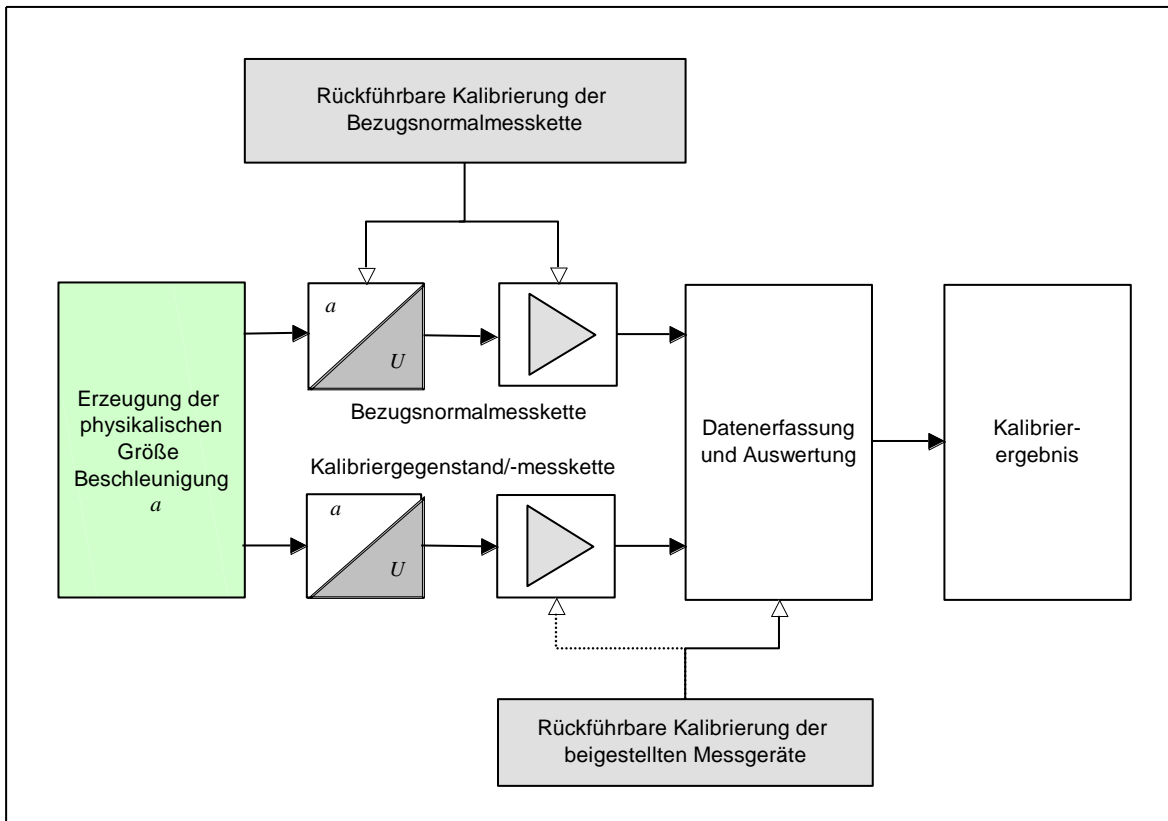 Rückführbare Kalibrierung der
Bezugsnormalmesskette
Erzeugung der
physikalischen
Größe
Beschleunigung
a
a
U
Bezugsnormalmesskette
Kalibriergegenstand/-messkette
a
U
Datenerfassung
und Auswertung
Kalibrier-
ergebnis
Rückführbare Kalibrierung der
beigestellten Messgeräte